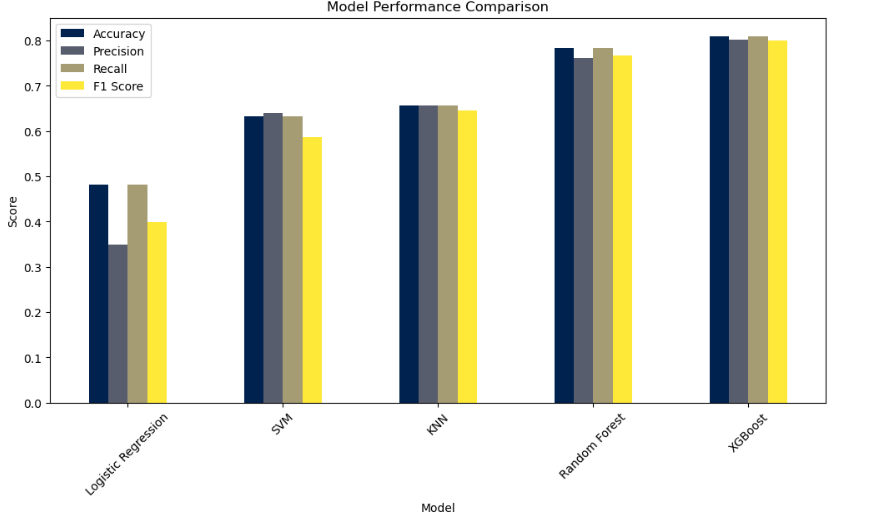 Model Performance Comparison
Accuracy
Precision
Recall
F1 Score
0.8
0.7
0.6
0.5
0.4
0.3
0.2
0.1
0.0
Score
Logistic Regression
SVM
KNN
Random Forest
XGBoost
Model